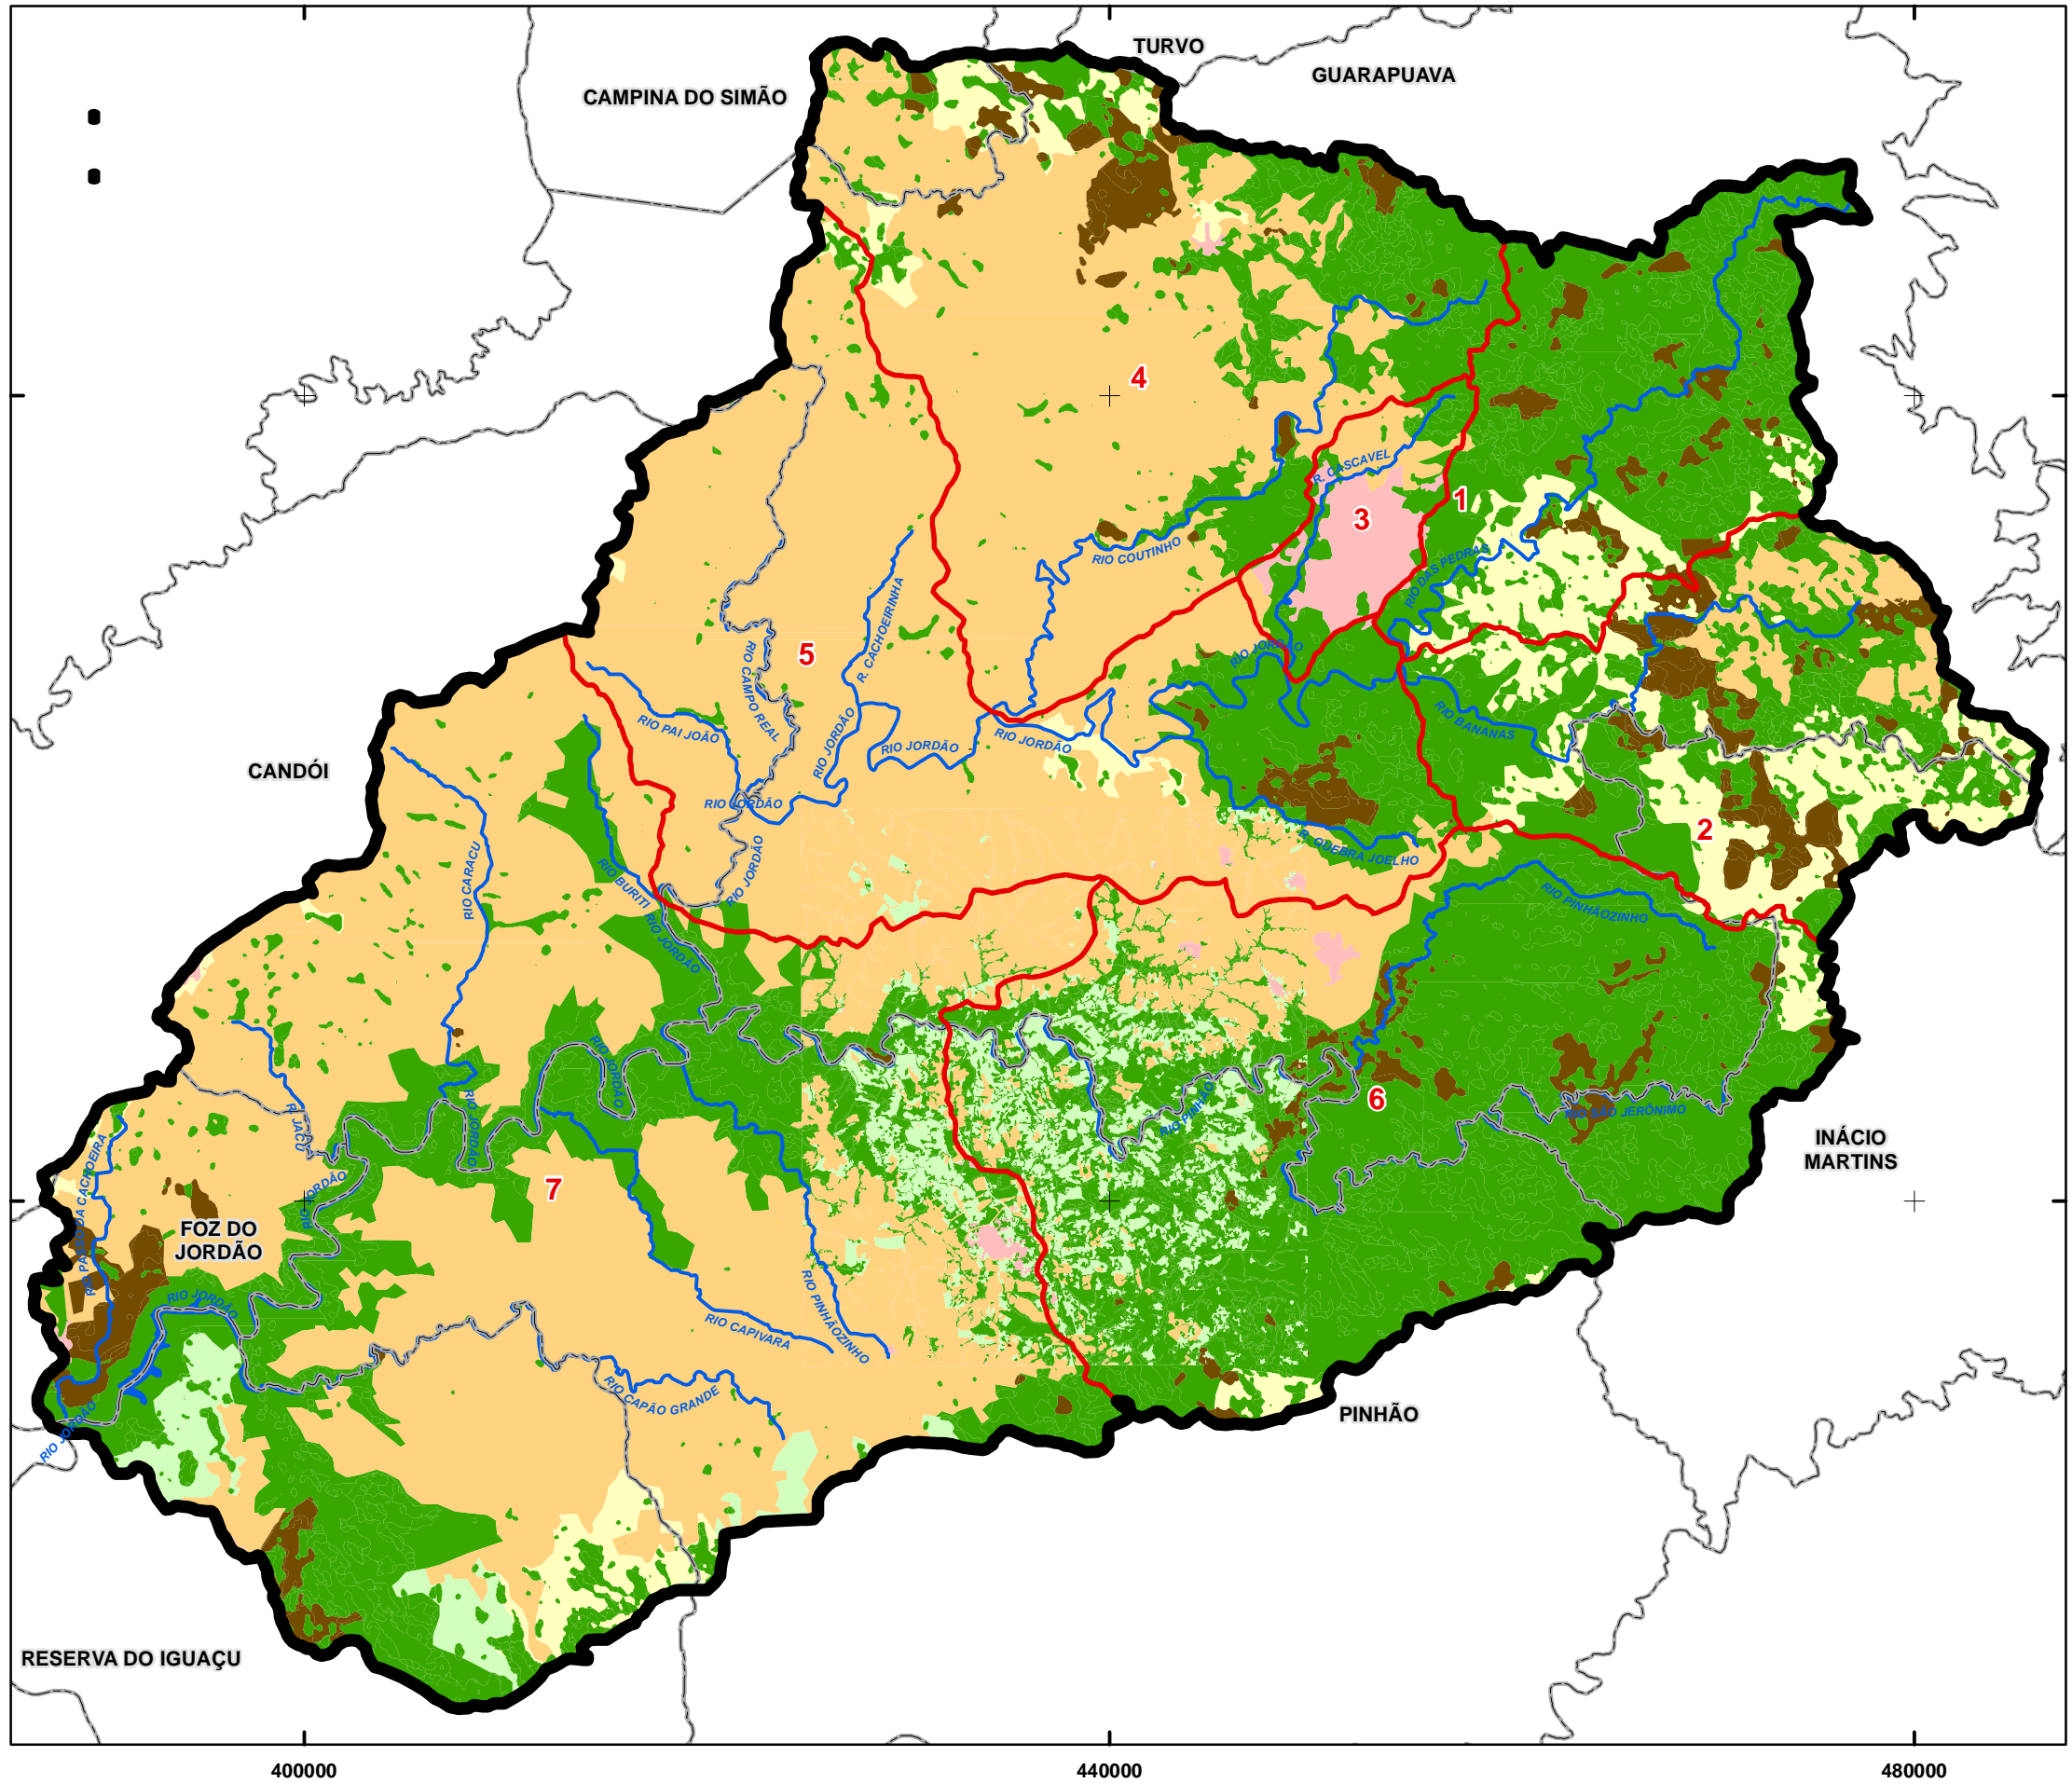 TURVO
GUARAPUAVA
CAMPINA DO SIMÃO
4
R. CASCAVEL
1
3
RIO COUTINHO
RIO DAS PEDRAS
R. CACHOEIRINHA
5
RIO JORDÃO
RIO CAMPO REAL
RIO PAI JOÃO
RIO BANANAS
RIO JORDÃO
RIO JORDÃO
RIO JORDÃO
CANDÓI
RIO JORDÃO
2
R. QUEBRA JOELHO
RIO JORDÃO
RIO CARACU
RIO BURITI
RIO PINHÃOZINHO
RIO JORDÃO
RIO JORDÃO
6
RIO PINHÃO
RIO SÃO JERÔNIMO
R. JACÚ
RIO JORDÃO
INÁCIO
MARTINS
RIO PASSO DA CACHOEIRA
RIO JORDÃO
7
FOZ DO
JORDÃO
RIO JORDÃO
RIO PINHÃOZINHO
RIO CAPIVARA
RIO CAPÃO GRANDE
PINHÃO
RIO JORDÃO
RESERVA DO IGUAÇU
400000
440000
480000